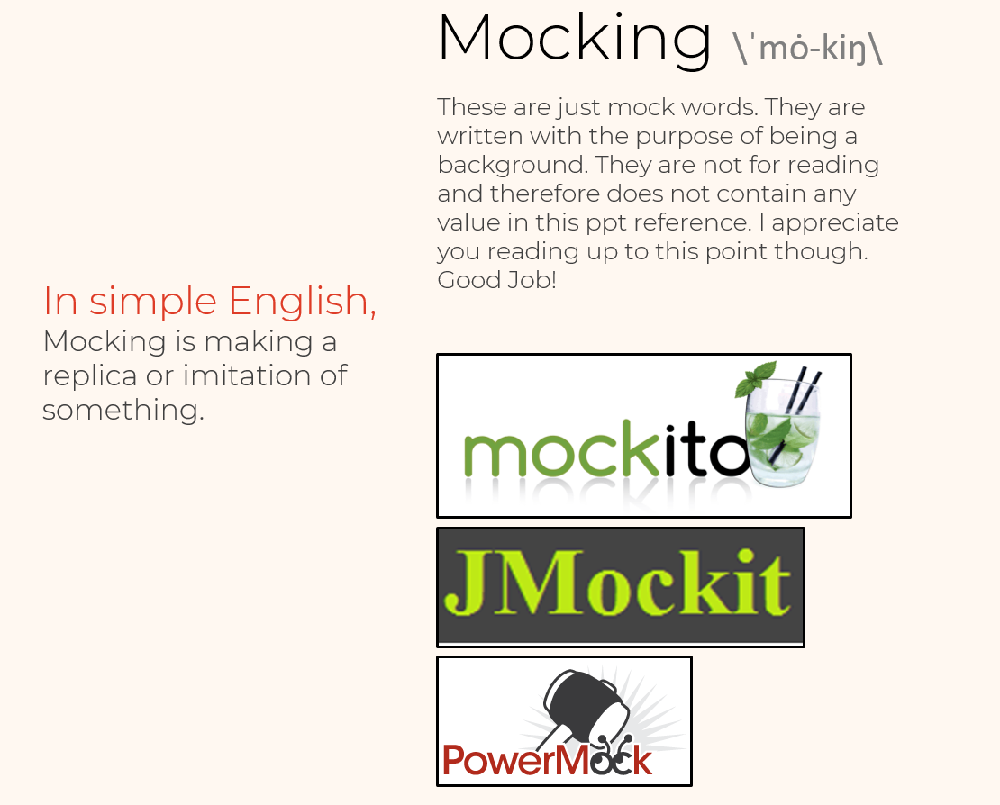 Mocking \ˈmȯ-kiŋ\
These are just mock words. They are
written with the purpose of being a
background. They are not for reading
and therefore does not contain any
value in this ppt reference. I appreciate
you reading up to this point though.
Good Job!
In simple English,
Mocking is making a
replica or imitation of
something.
mockito
JMockit
PowerMock